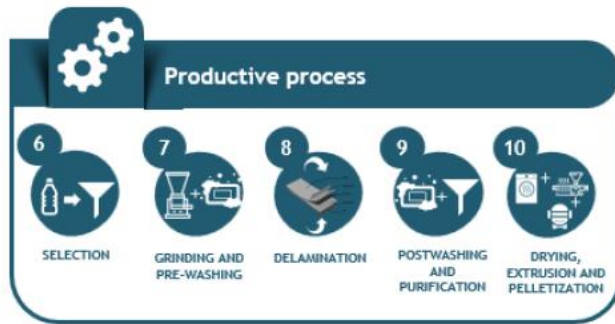 Productive process
6
7
8
9
10
SELECTION
GRINDING AND
PRE-WASHING
DELAMINATION
POSTWASHING
AND
PURIFICATION
DRYING,
EXTRUSION AND
PELLETIZATION